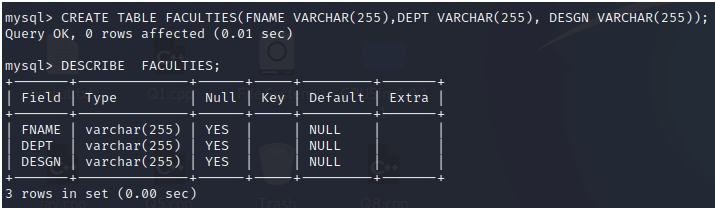 mysql> CREATE TABLE FACULTIES(FNAME VARCHAR(255),DEPT VARCHAR(255), DESGN VARCHAR(255));
Query OK, 0 rows affected (0.01 sec)
mysql> DESCRIBE  FACULTIES;
+-------+--------------+------+-----+---------+-------+
| Field | Type         | Null | Key | Default | Extra |
+-------+--------------+------+-----+---------+-------+
| FNAME | varchar(255) | YES  |     | NULL    |       |
| DEPT  | varchar(255) | YES  |     | NULL    |       |
| DESGN | varchar(255) | YES  |     | NULL    |       |
+-------+--------------+------+-----+---------+-------+
3 rows in set (0.00 sec)
Trash